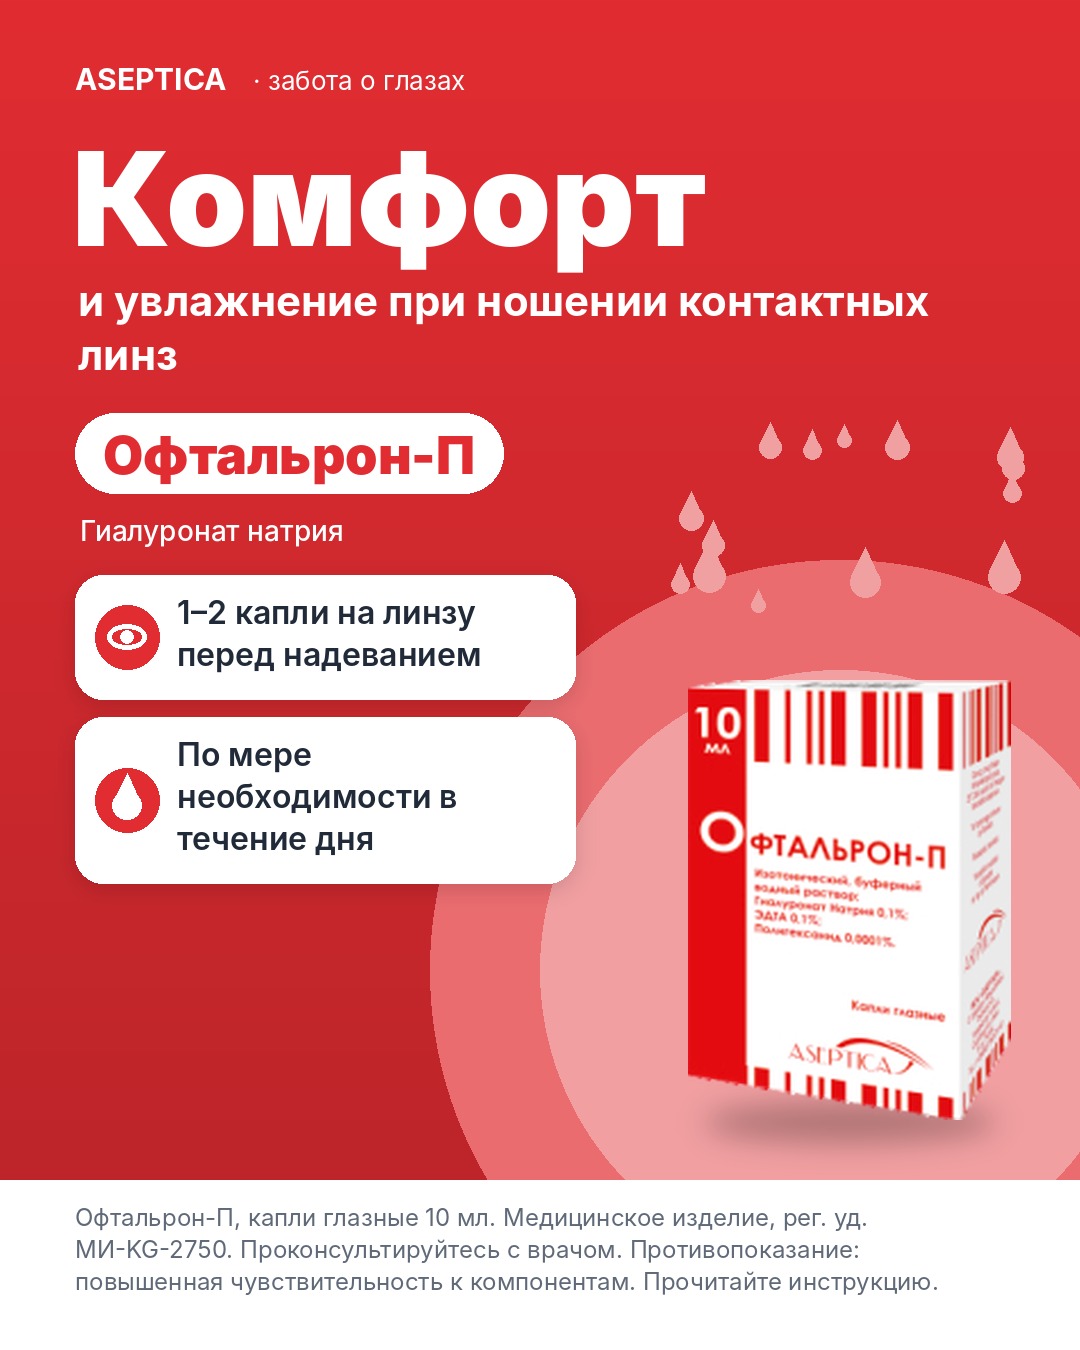 ASEPTICA · забота о глазах
Комфорт
и увлажнение при ношении контактных
линз
Офтальрон-П
Гиалуронат натрия
1–2 капли на линзу
перед надеванием
По мере
необходимости в
течение дня
10
МЛ
ОФТАЛЬРОН-П
Изотонический, буферный
водный раствор:
Гиалуронат Натрия 0,1%;
ЭДТА 0,1%;
Полигексанид 0,0001%.
Капли глазные
ASEPTICA
ASEPTICA
Офтальрон-П, капли глазные 10 мл. Медицинское изделие, рег. уд.
МИ-KG-2750. Проконсультируйтесь с врачом. Противопоказание:
повышенная чувствительность к компонентам. Прочитайте инструкцию.